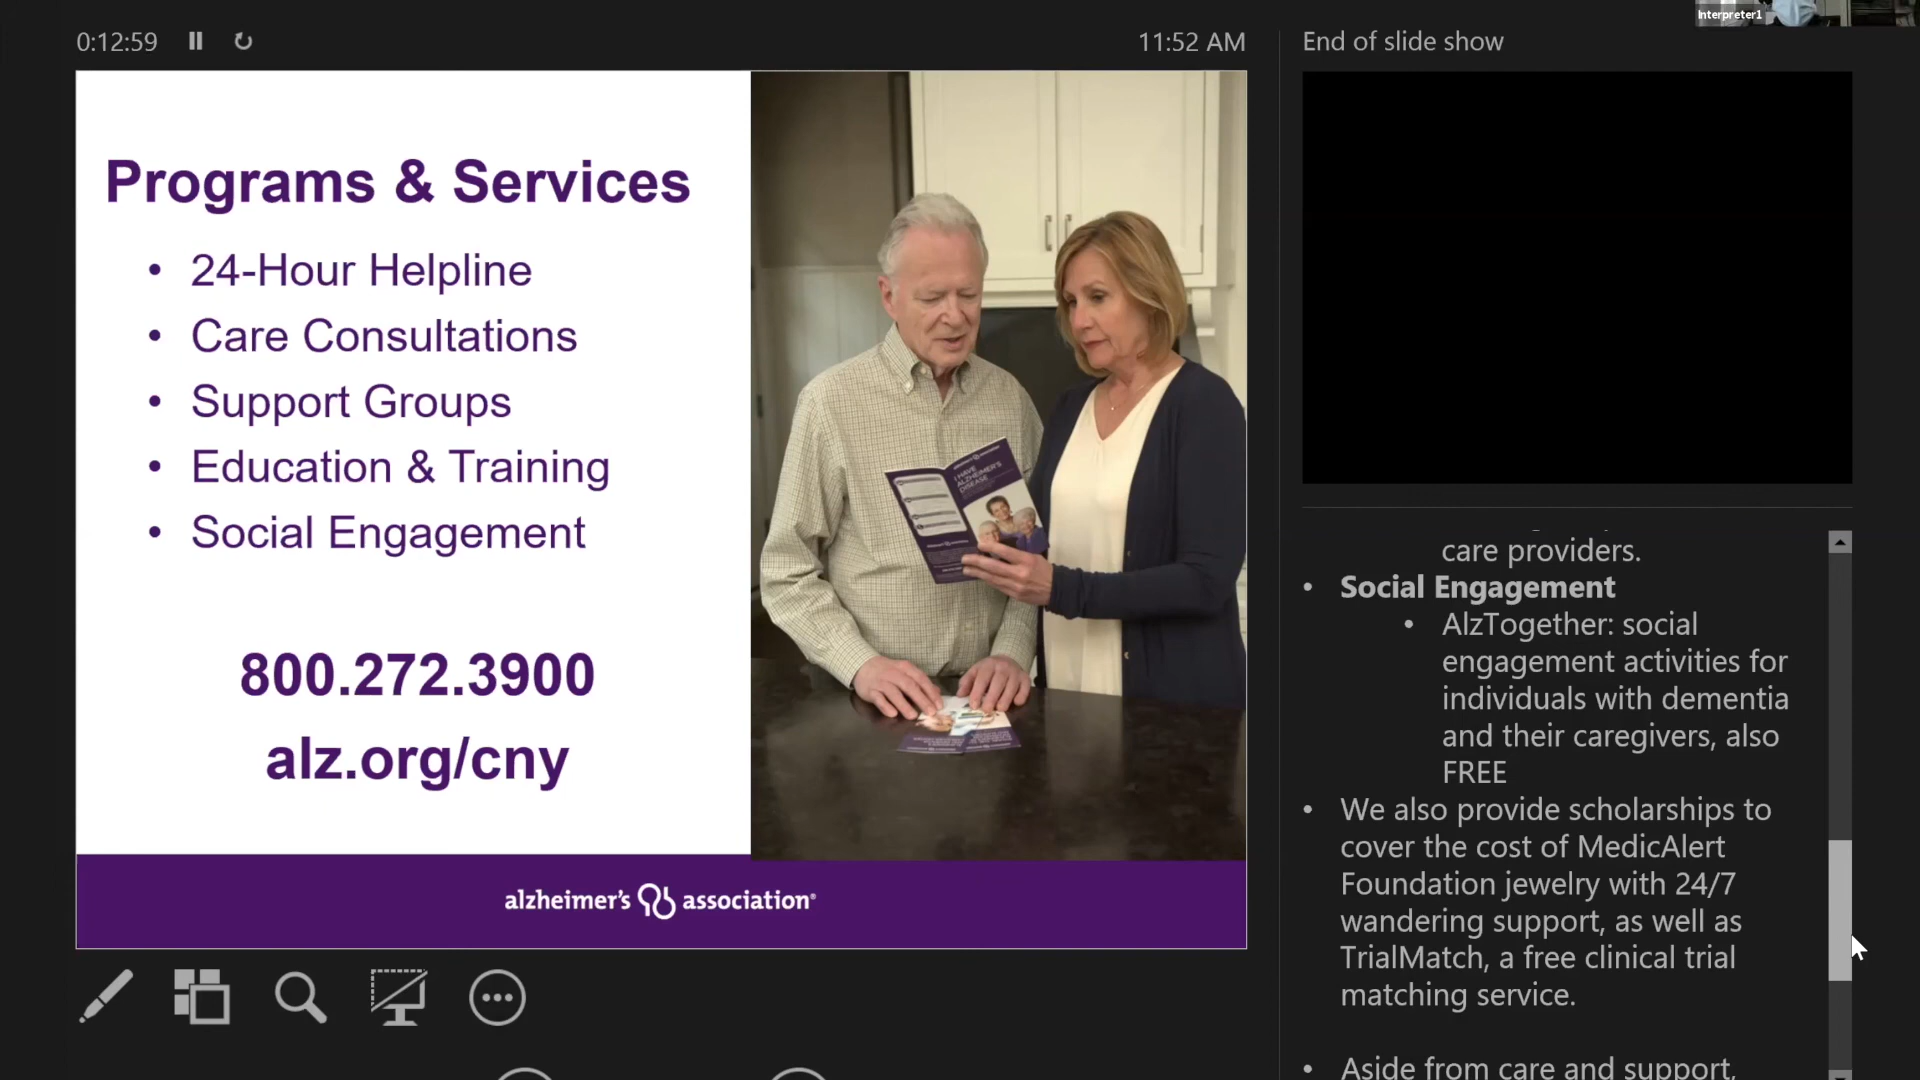 Interpreter1
0:12:59
11:52 AM
End of slide show
Programs & Services
• 24-Hour Helpline
• Care Consultations
• Support Groups
• Education & Training
• Social Engagement
800.272.3900
alz.org/cny
I HAVE
ALZHEIMER'S
DISEASE
alzheimer's association®
care providers.
• Social Engagement
• AlzTogether: social
engagement activities for
individuals with dementia
and their caregivers, also
FREE
• We also provide scholarships to
cover the cost of MedicAlert
Foundation jewelry with 24/7
wandering support, as well as
TrialMatch, a free clinical trial
matching service.
• Aside from care and support,